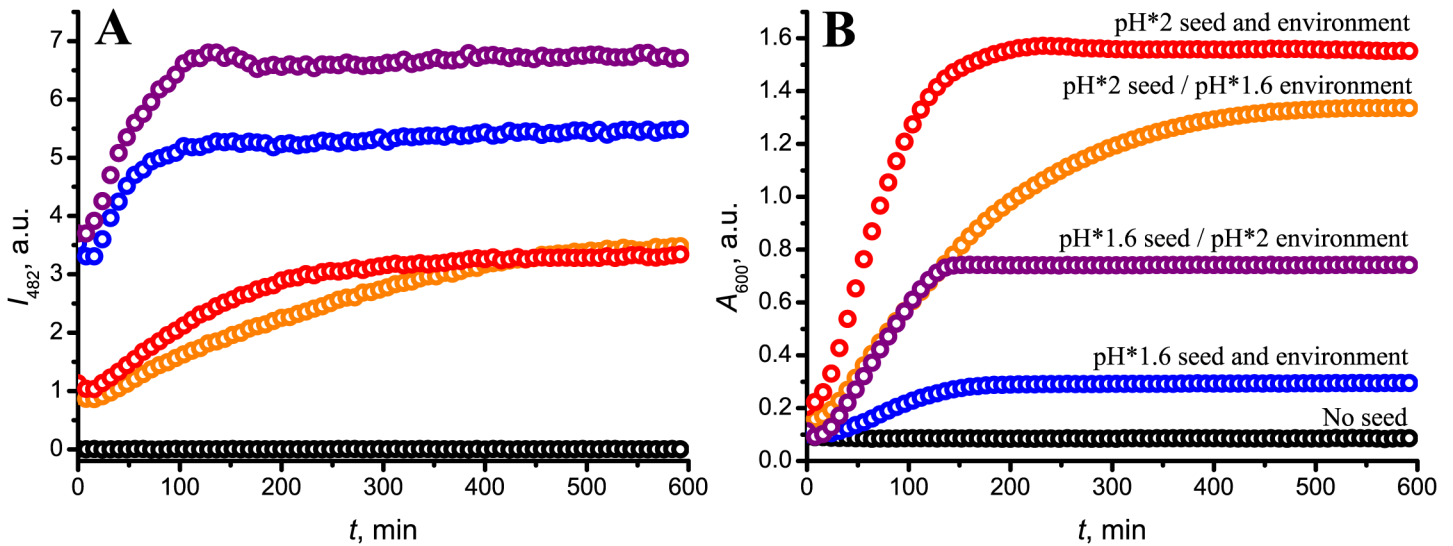 A
7
6
5
4
3
2
1
0
I482, a.u.
0 100 200 300 400 500 600
t, min
B
1.6
1.4
1.2
1.0
0.8
0.6
0.4
0.2
0.0
A600, a.u.
0 100 200 300 400 500 600
t, min
pH*2 seed and environment
pH*2 seed / pH*1.6 environment
pH*1.6 seed / pH*2 environment
pH*1.6 seed and environment
No seed